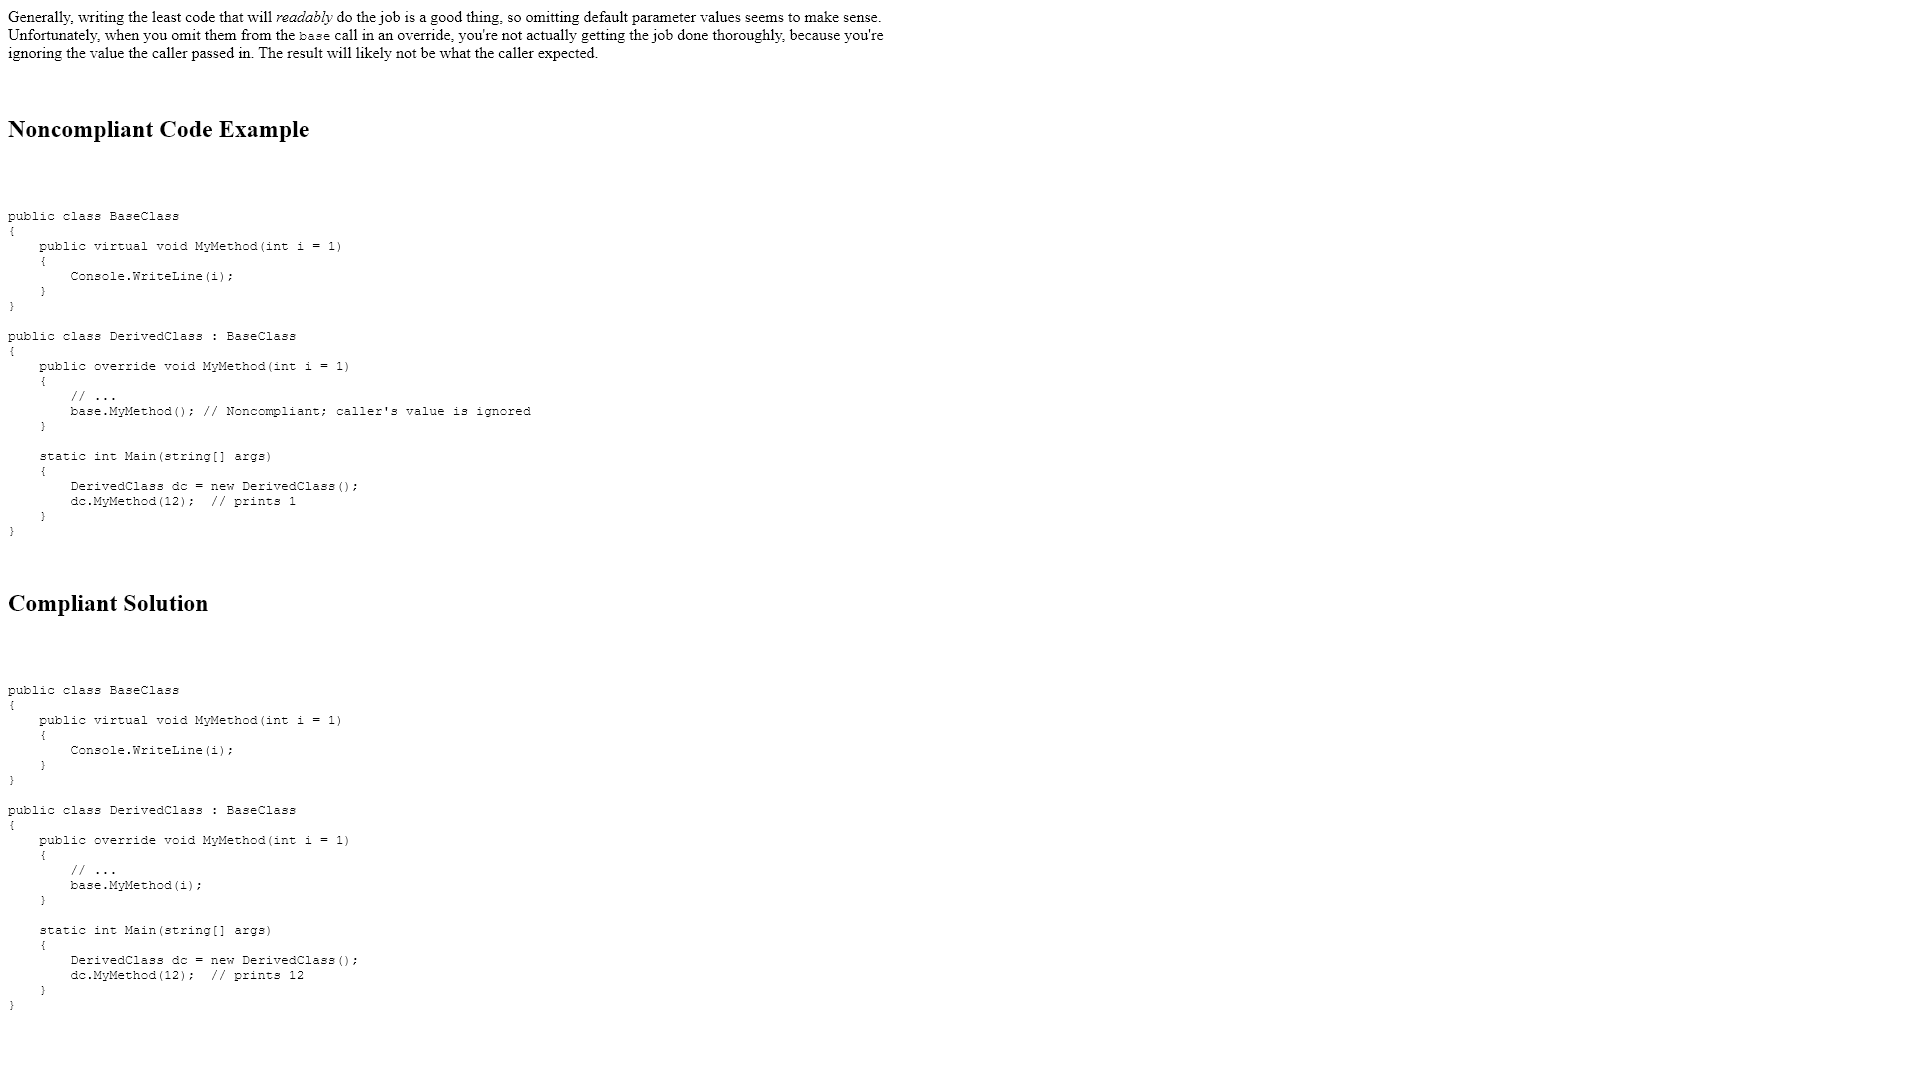 Generally, writing the least code that will readably do the job is a good thing, so omitting default parameter values seems to make sense.
Unfortunately, when you omit them from the base call in an override, you're not actually getting the job done thoroughly, because you're
ignoring the value the caller passed in. The result will likely not be what the caller expected.
Noncompliant Code Example
public class BaseClass
{
    public virtual void MyMethod(int i = 1)
    {
        Console.WriteLine(i);
    }
}
public class DerivedClass : BaseClass
{
    public override void MyMethod(int i = 1)
    {
        // ...
        base.MyMethod(); // Noncompliant; caller's value is ignored
    }
    static int Main(string[] args)
    {
        DerivedClass dc = new DerivedClass();
        dc.MyMethod(12);  // prints 1
    }
}
Compliant Solution
public class BaseClass
{
    public virtual void MyMethod(int i = 1)
    {
        Console.WriteLine(i);
    }
}
public class DerivedClass : BaseClass
{
    public override void MyMethod(int i = 1)
    {
        // ...
        base.MyMethod(i);
    }
    static int Main(string[] args)
    {
        DerivedClass dc = new DerivedClass();
        dc.MyMethod(12);  // prints 12
    }
}